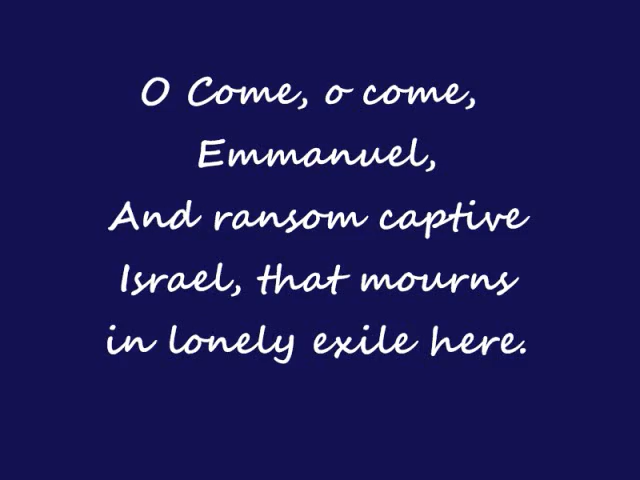 O Come, o come,
Emmanuel,
And ransom captive
Israel, that mourns
in lonely exile here.